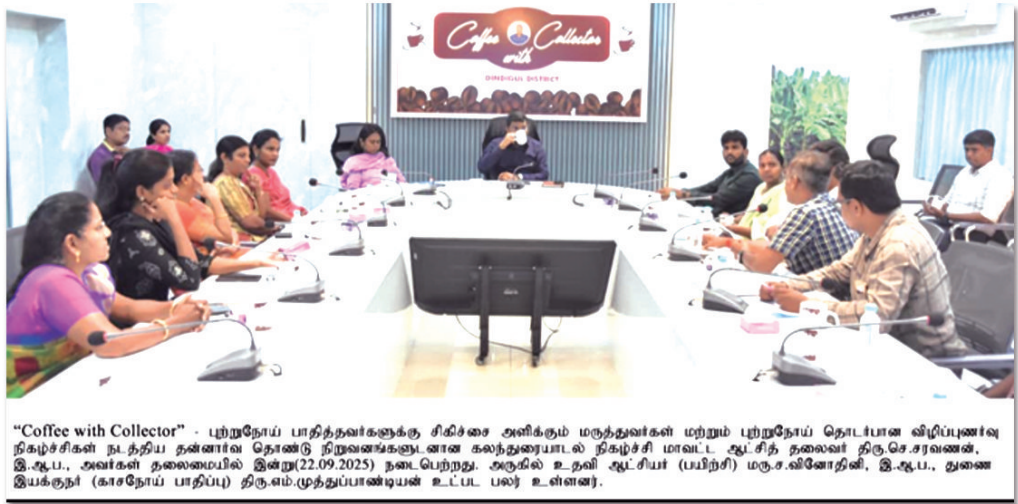 Coffee Collector
with
DINDIGUL DISTRICT
“Coffee with Collector” - புற்றுநோய் பாதித்தவர்களுக்கு சிகிச்சை அளிக்கும் மருத்துவர்கள் மற்றும் புற்றுநோய் தொடர்பான விழிப்புணர்வு
நிகழ்ச்சிகள் நடத்திய தன்னார்வ தொண்டு நிறுவனங்களுடனான கலந்துரையாடல் நிகழ்ச்சி மாவட்ட ஆட்சித் தலைவர் திரு.செ.சரவணன்,
இ.ஆ.ப., அவர்கள் தலைமையில் இன்று(22.09.2025) நடைபெற்றது. அருகில் உதவி ஆட்சியர் (பயிற்சி) மரு.ச.வினோதினி, இ.ஆ.ப., துணை
இயக்குநர் (காசநோய் பாதிப்பு) திரு.எம்.முத்துப்பாண்டியன் உட்பட பலர் உள்ளனர்.